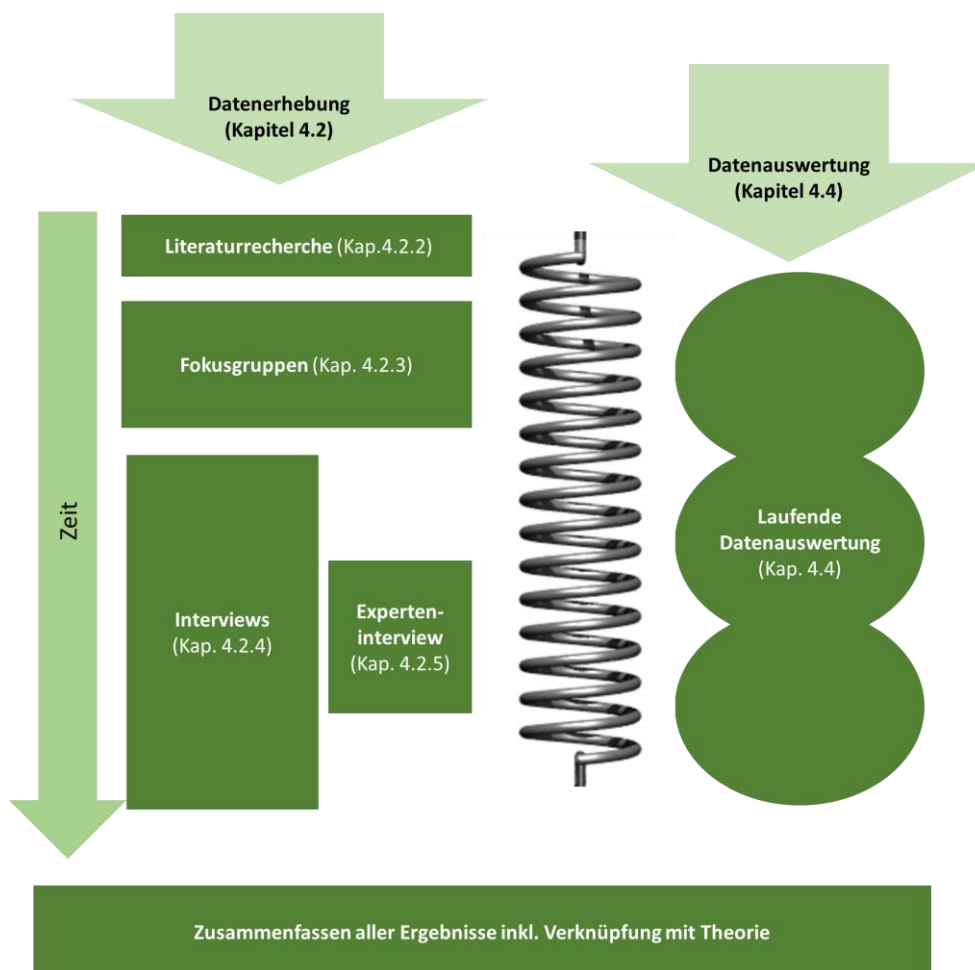 Datenerhebung
(Kapitel 4.2)
Datenauswertung
(Kapitel 4.4)
Zeit
Literaturrecherche (Kap.4.2.2)
Fokusgruppen (Kap. 4.2.3)
Interviews
(Kap. 4.2.4)
Experten-
interview
(Kap. 4.2.5)
Laufende
Datenauswertung
(Kap. 4.4)
Zusammenfassen aller Ergebnisse inkl. Verknüpfung mit Theorie